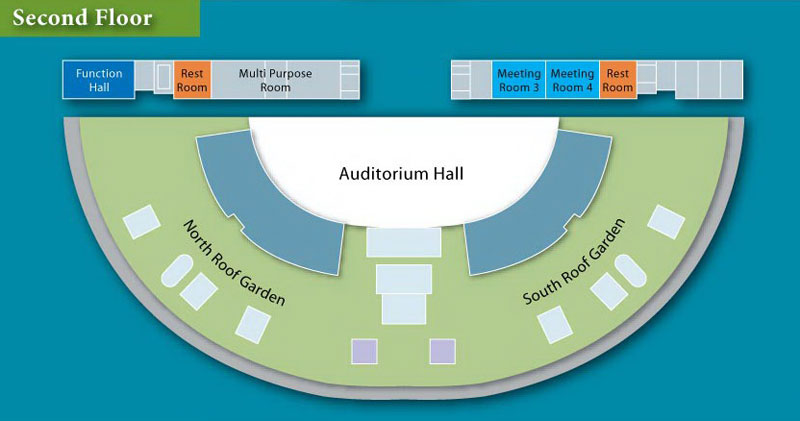 Second Floor
Function
Hall
Rest
Room
Multi Purpose
Room
Meeting
Room 3
Meeting
Room 4
Rest
Room
Auditorium Hall
North Roof Garden
South Roof Garden